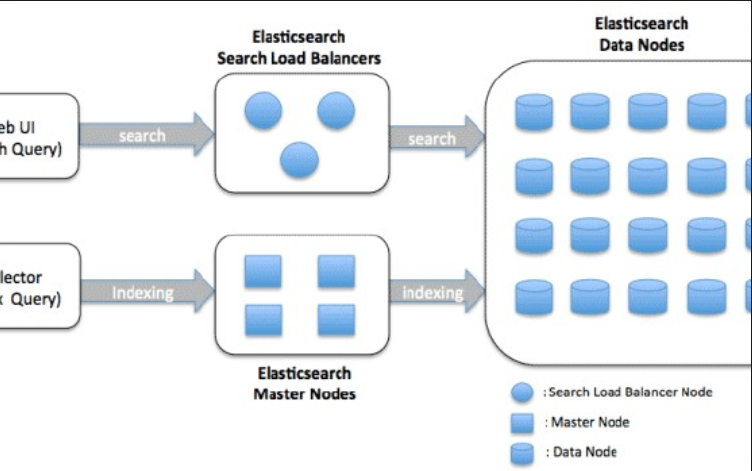 Elasticsearch
Search Load Balancers
Elasticsearch
Data Nodes
eb UI
h Query)
search
search
lector
Query)
Indexing
indexing
Elasticsearch
Master Nodes
: Search Load Balancer Node
: Master Node
: Data Node